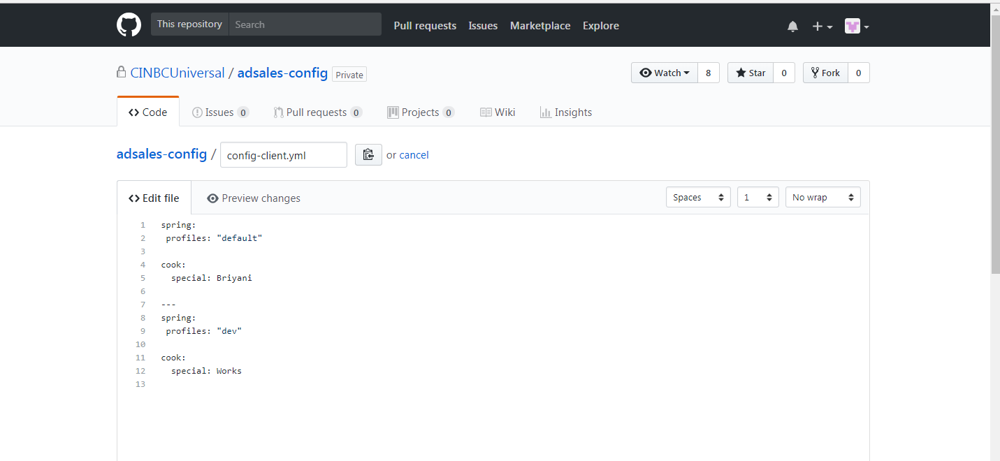 This repository Search Pull requests Issues Marketplace Explore
CINBCUniversal / adsales-config Private Watch 8 Star 0 Fork 0
Code Issues 0 Pull requests 0 Projects 0 Wiki Insights
adsales-config / config-client.yml or cancel
Edit file Preview changes Spaces 1 No wrap
1 spring:
2  profiles: "default"
3
4 cook:
5   special: Briyani
6
7 ---
8 spring:
9  profiles: "dev"
10
11 cook:
12   special: Works
13